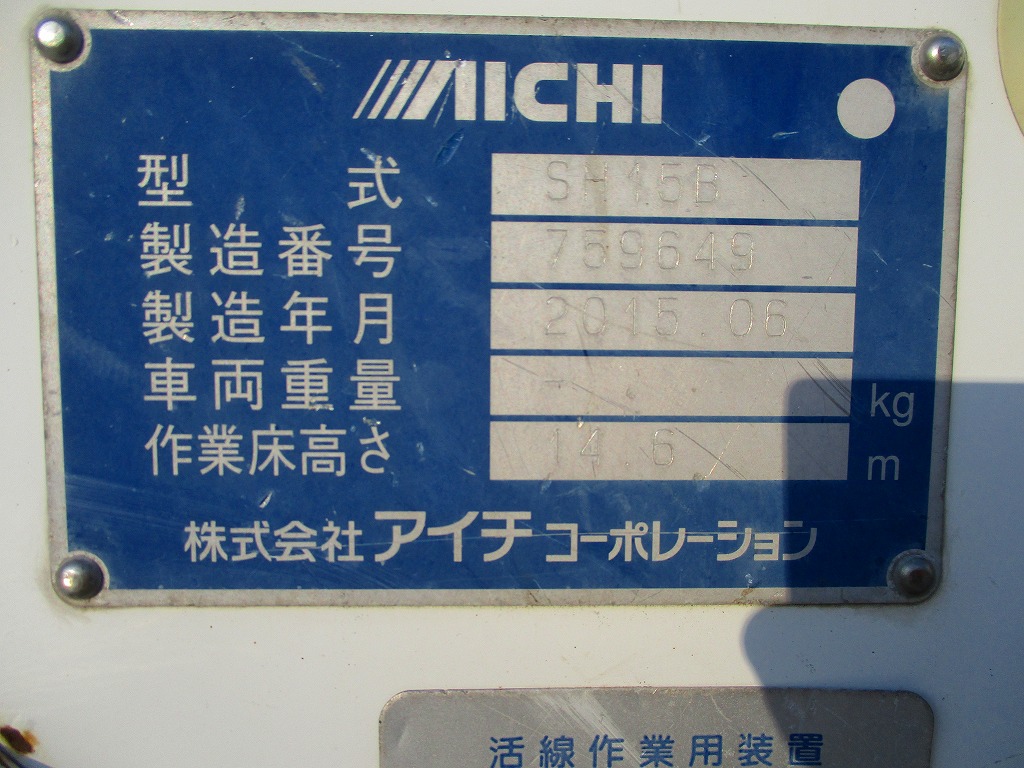 AICHI
型式 SH15B
製造番号 759649
製造年月 2015.06
車両重量 - kg
作業床高さ 14.6 m
株式会社アイチコーポレーション
活線作業用装置